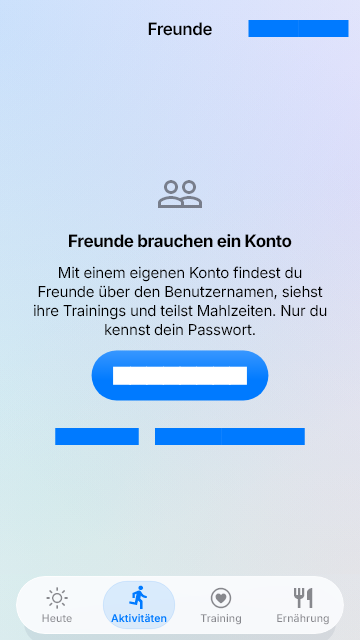 Freunde
Freunde brauchen ein Konto
Mit einem eigenen Konto findest du
Freunde über den Benutzernamen, siehst
ihre Trainings und teilst Mahlzeiten. Nur du
kennst dein Passwort.
Heute
Aktivitäten
Training
Ernährung